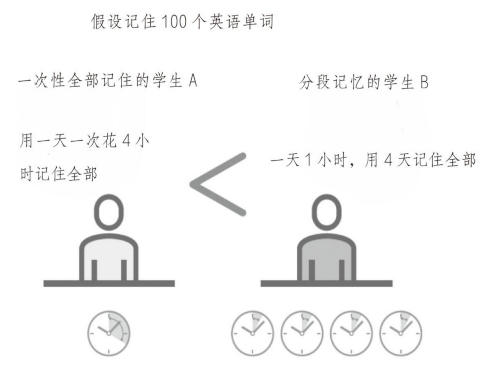 假设记住 100 个英语单词
一次性全部记住的学生 A
分段记忆的学生 B
用一天一次花 4 小
时记住全部
一天 1 小时，用 4 天记住全部